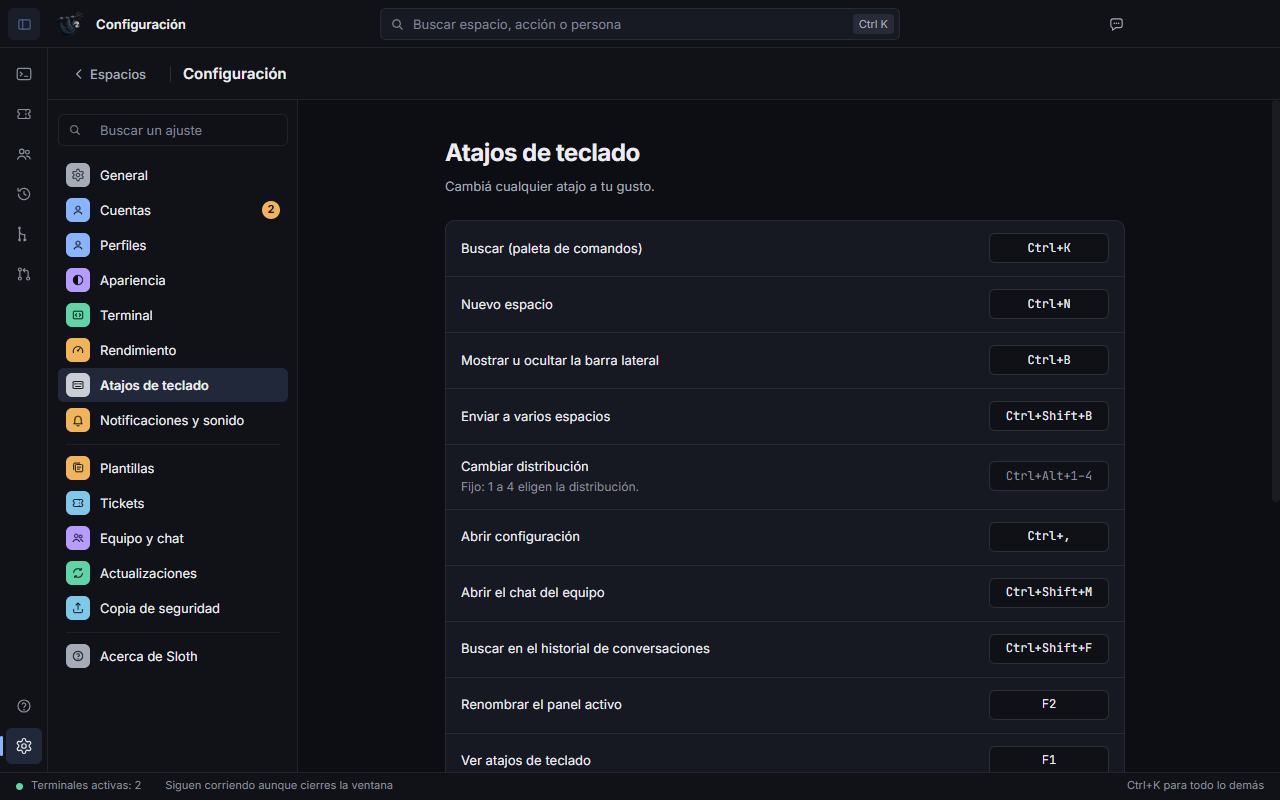 Configuración
Buscar espacio, acción o persona
Ctrl K
Espacios
Configuración
Buscar un ajuste
General
Cuentas
2
Perfiles
Apariencia
Terminal
Rendimiento
Atajos de teclado
Notificaciones y sonido
Plantillas
Tickets
Equipo y chat
Actualizaciones
Copia de seguridad
Acerca de Sloth
Atajos de teclado
Cambiá cualquier atajo a tu gusto.
Buscar (paleta de comandos)
Ctrl+K
Nuevo espacio
Ctrl+N
Mostrar u ocultar la barra lateral
Ctrl+B
Enviar a varios espacios
Ctrl+Shift+B
Cambiar distribución
Fijo: 1 a 4 eligen la distribución.
Ctrl+Alt+1–4
Abrir configuración
Ctrl+,
Abrir el chat del equipo
Ctrl+Shift+M
Buscar en el historial de conversaciones
Ctrl+Shift+F
Renombrar el panel activo
F2
Ver atajos de teclado
F1
Terminales activas: 2
Siguen corriendo aunque cierres la ventana
Ctrl+K para todo lo demás